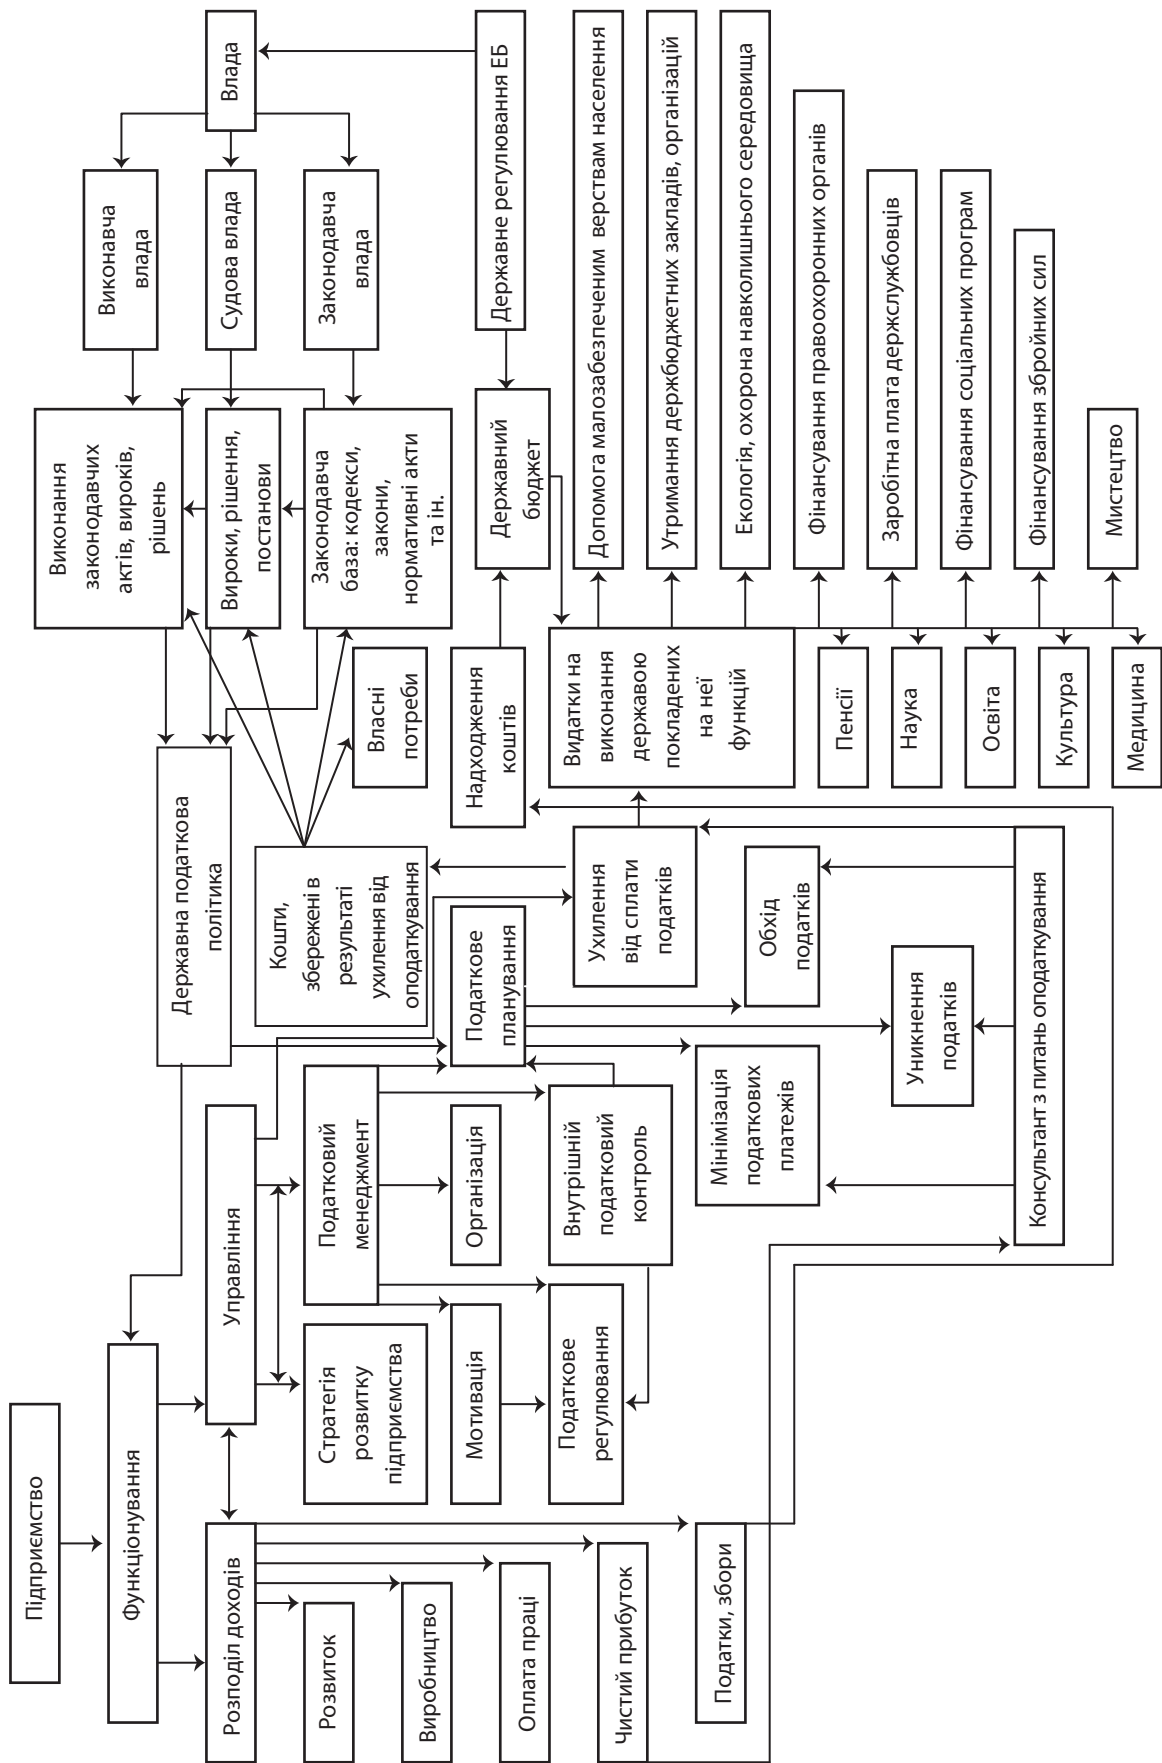 Підприємство
Функціонування
Розподіл доходів
Управління
Розвиток
Виробництво
Оплата праці
Чистий прибуток
Податки, збори
Стратегія
розвитку
підприємства
Податковий
менеджмент
Мотивація
Організація
Податкове
планування
Податкове
регулювання
Внутрішній
податковий
контроль
Мінімізація
податкових
платежів
Уникнення
податків
Обхід
податків
Ухилення
від сплати
податків
Консультант з питань оподаткування
Державна податкова
політика
Кошти,
збережені в
результаті
ухилення від
оподаткування
Власні
потреби
Надходження
коштів
Видатки на
виконання
державою
покладених
на неї
функцій
Пенсії
Наука
Освіта
Культура
Медицина
Виконання
законодавчих
актів, вироків,
рішень
Вироки, рішення,
постанови
Законодавча
база: кодекси,
закони,
нормативні акти
та ін.
Державний
бюджет
Виконавча
влада
Судова влада
Законодавча
влада
Влада
Державне регулювання ЕБ
Допомога малозабезпеченим верствам населення
Утримання держбюджетних закладів, організацій
Екологія, охорона навколишнього середовища
Фінансування правоохоронних органів
Заробітна плата держслужбовців
Фінансування соціальних програм
Фінансування збройних сил
Мистецтво